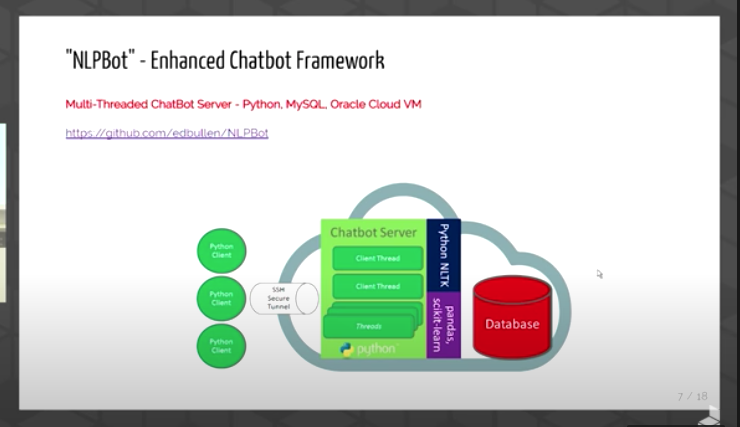 "NLPBot" - Enhanced Chatbot Framework
Multi-Threaded ChatBot Server - Python, MySQL, Oracle Cloud VM
https://github.com/edbullen/NLPBot
Python
Client
Python
Client
Python
Client
SSH
Secure
Tunnel
Chatbot Server
Client Thread
Client Thread
Threads
python
Python NLTK
pandas,
scikit-learn
Database
7 / 18